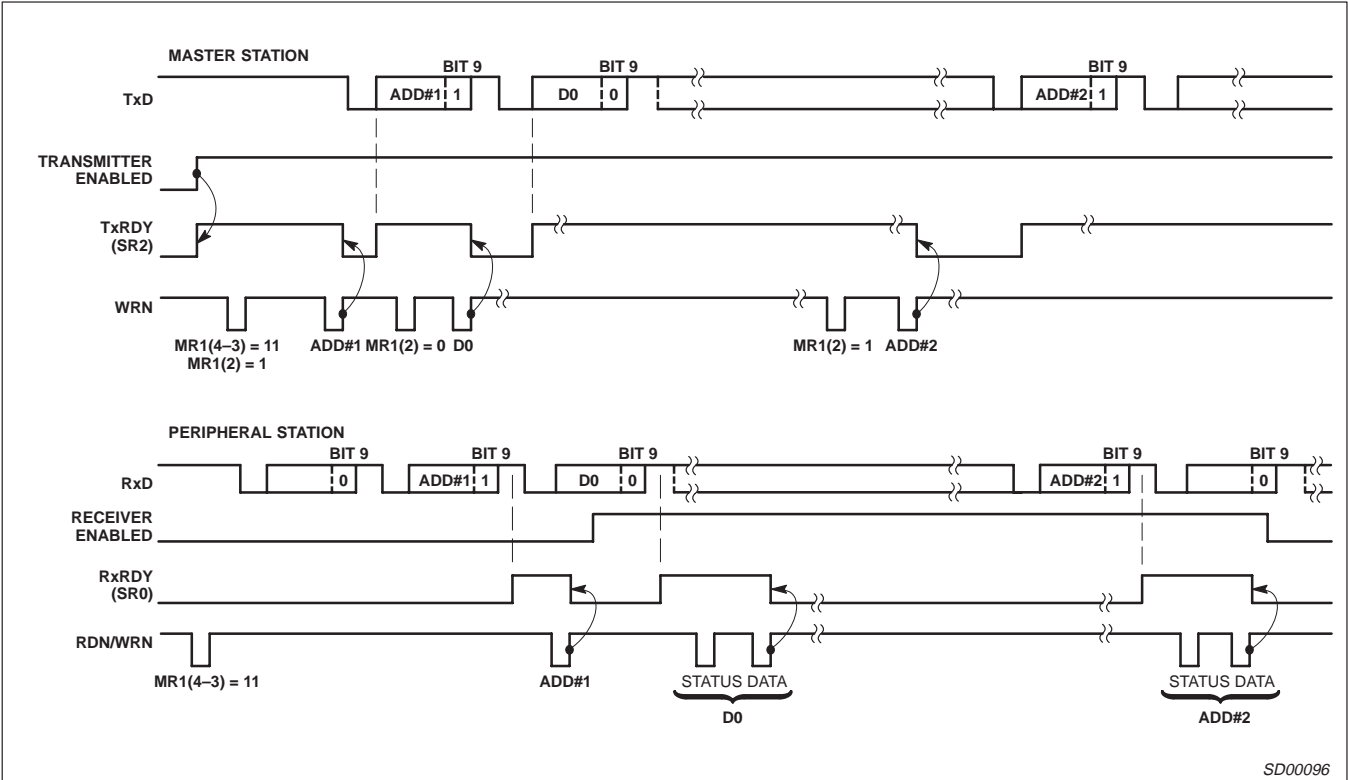 MASTER STATION
BIT 9 BIT 9 BIT 9
TxD ADD#1 1 D0 0 ADD#2 1
TRANSMITTER
ENABLED
TxRDY
(SR2)
WRN
MR1(4–3) = 11 ADD#1 MR1(2) = 0 D0 MR1(2) = 1 ADD#2
MR1(2) = 1
PERIPHERAL STATION
BIT 9 BIT 9 BIT 9 BIT 9 BIT 9
RxD 0 ADD#1 1 D0 0 ADD#2 1 0
RECEIVER
ENABLED
RxRDY
(SR0)
RDN/WRN
MR1(4–3) = 11 ADD#1 STATUS DATA STATUS DATA
D0 ADD#2
SD00096